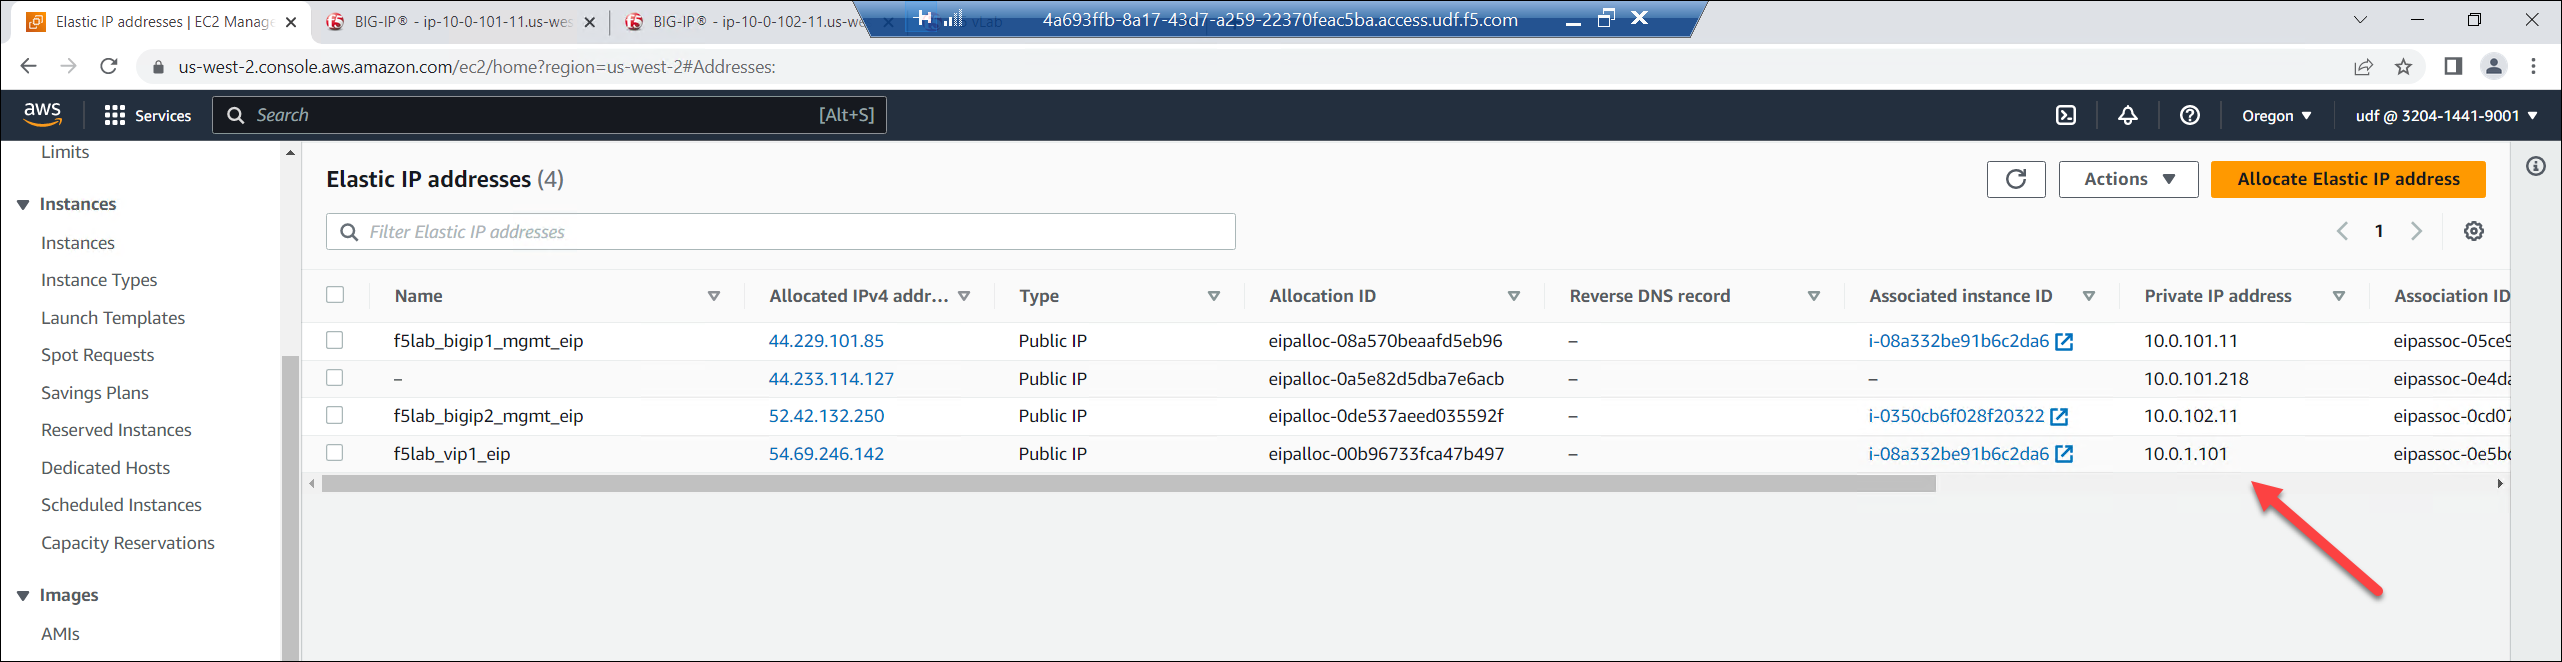 Elastic IP addresses | EC2 Manage
BIG-IP® - ip-10-0-101-11.us-wes
BIG-IP® - ip-10-0-102-11.us-we
4a693ffb-8a17-43d7-a259-22370feac5ba.access.udf.f5.com
us-west-2.console.aws.amazon.com/ec2/home?region=us-west-2#Addresses:
aws Services Search [Alt+S] Oregon udf @ 3204-1441-9001
Limits
Instances
Instances
Instance Types
Launch Templates
Spot Requests
Savings Plans
Reserved Instances
Dedicated Hosts
Scheduled Instances
Capacity Reservations
Images
AMIs
Elastic IP addresses (4)
Actions
Allocate Elastic IP address
Filter Elastic IP addresses
1
Name Allocated IPv4 addr... Type Allocation ID Reverse DNS record Associated instance ID Private IP address Association ID
f5lab_bigip1_mgmt_eip 44.229.101.85 Public IP eipalloc-08a570beaafd5eb96 – i-08a332be91b6c2da6 10.0.101.11 eipassoc-05ce9
– 44.233.114.127 Public IP eipalloc-0a5e82d5dba7e6acb – – 10.0.101.218 eipassoc-0e4da
f5lab_bigip2_mgmt_eip 52.42.132.250 Public IP eipalloc-0de537aeed035592f – i-0350cb6f028f20322 10.0.102.11 eipassoc-0cd07
f5lab_vip1_eip 54.69.246.142 Public IP eipalloc-00b96733fca47b497 – i-08a332be91b6c2da6 10.0.1.101 eipassoc-0e5bc